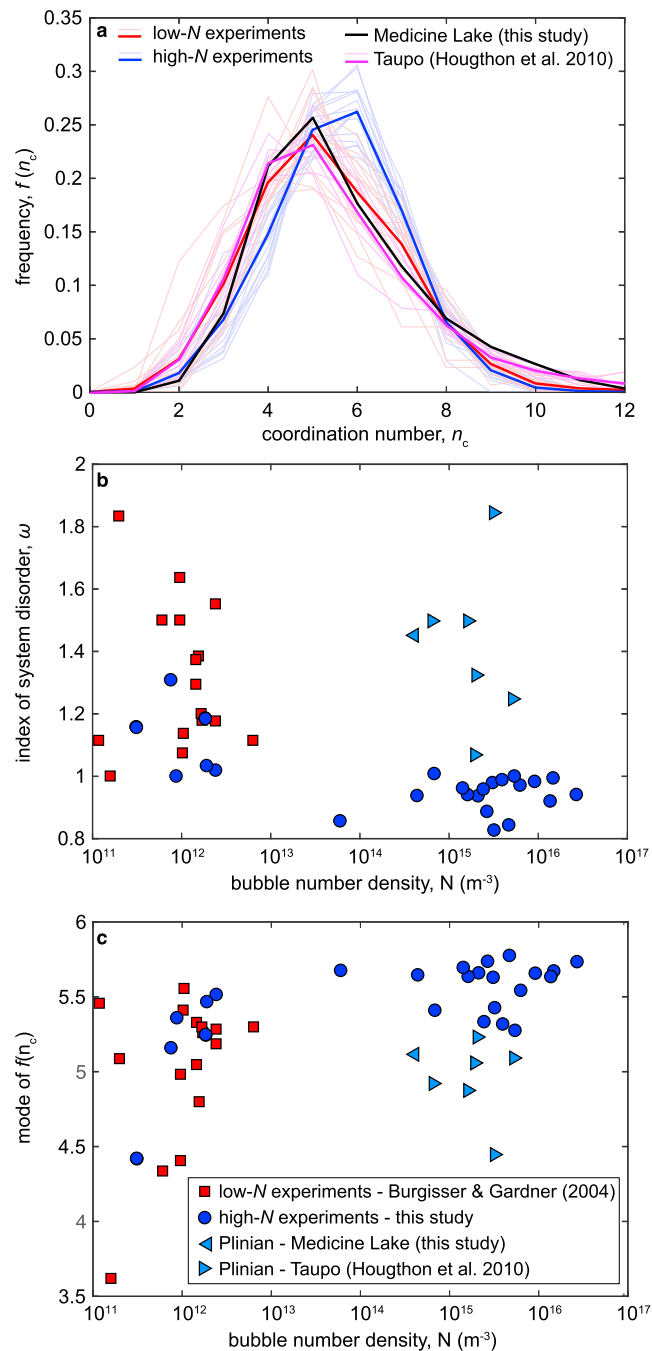 a
low-N experiments
high-N experiments
Medicine Lake (this study)
Taupo (Hougthon et al. 2010)
frequency, f (nc)
0.35
0.3
0.25
0.2
0.15
0.1
0.05
0
0 2 4 6 8 10 12
coordination number, nc
b
index of system disorder, ω
2
1.8
1.6
1.4
1.2
1
0.8
10^11 10^12 10^13 10^14 10^15 10^16 10^17
bubble number density, N (m-3)
c
mode of f(nc)
6
5.5
5
4.5
4
3.5
low-N experiments - Burgisser & Gardner (2004)
high-N experiments - this study
Plinian - Medicine Lake (this study)
Plinian - Taupo (Hougthon et al. 2010)
10^11 10^12 10^13 10^14 10^15 10^16 10^17
bubble number density, N (m-3)